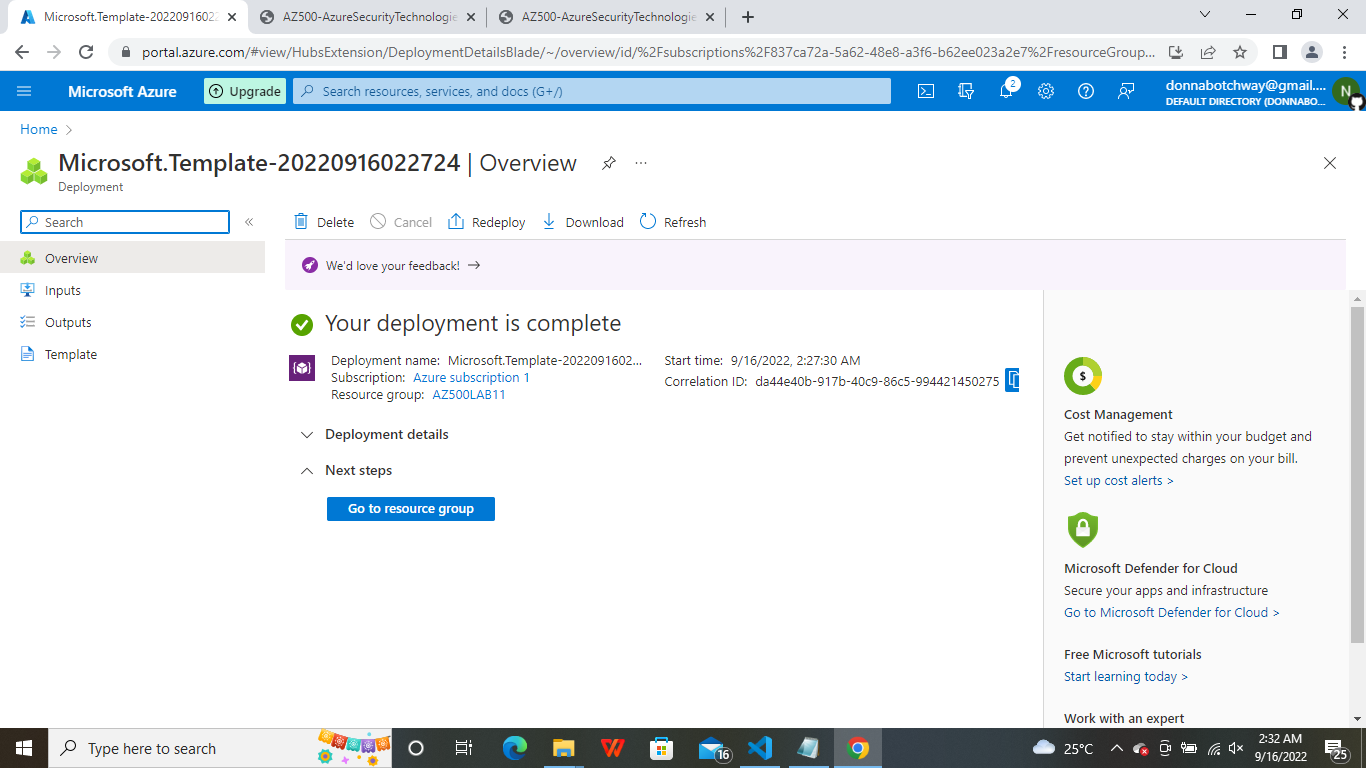 Microsoft.Template-2022091602
AZ500-AzureSecurityTechnologie
AZ500-AzureSecurityTechnologie
portal.azure.com/#view/HubsExtension/DeploymentDetailsBlade/~/overview/id/%2Fsubscriptions%2F837ca72a-5a62-48e8-a3f6-b62ee023a2e7%2FresourceGroup...
Microsoft Azure
Upgrade
Search resources, services, and docs (G+/)
2
donnabotchway@gmail....
DEFAULT DIRECTORY (DONNABO...
N
Home
Microsoft.Template-20220916022724 | Overview
Deployment
Search
Delete
Cancel
Redeploy
Download
Refresh
Overview
Inputs
Outputs
Template
We'd love your feedback!
Your deployment is complete
Deployment name: Microsoft.Template-2022091602...
Subscription: Azure subscription 1
Resource group: AZ500LAB11
Start time: 9/16/2022, 2:27:30 AM
Correlation ID: da44e40b-917b-40c9-86c5-994421450275
Deployment details
Next steps
Go to resource group
$
Cost Management
Get notified to stay within your budget and
prevent unexpected charges on your bill.
Set up cost alerts >
Microsoft Defender for Cloud
Secure your apps and infrastructure
Go to Microsoft Defender for Cloud >
Free Microsoft tutorials
Start learning today >
Work with an expert
Type here to search
16
25°C
2:32 AM
9/16/2022
25